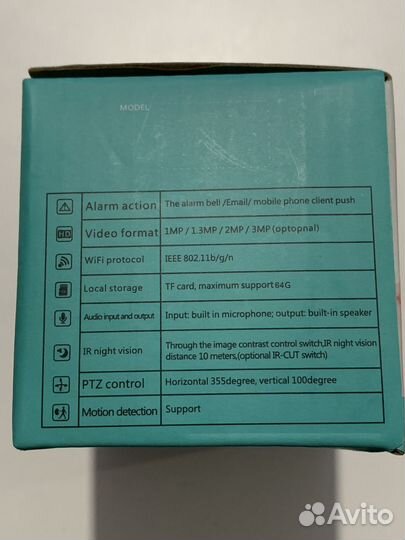 MODEL
Alarm action The alarm bell /Email/ mobile phone client push
HD Video format 1MP / 1.3MP / 2MP / 3MP (optopnal)
WiFi protocol IEEE 802.11b/g/n
Local storage TF card, maximum support64G
Audio input and output Input: built in microphone; output: built-in speaker
IR night vision Through the image contrast control switch,IR night vision
distance 10 meters,(optional IR-CUT switch)
PTZ control Horizontal 355degree, vertical 100degree
Motion detection Support
Avito